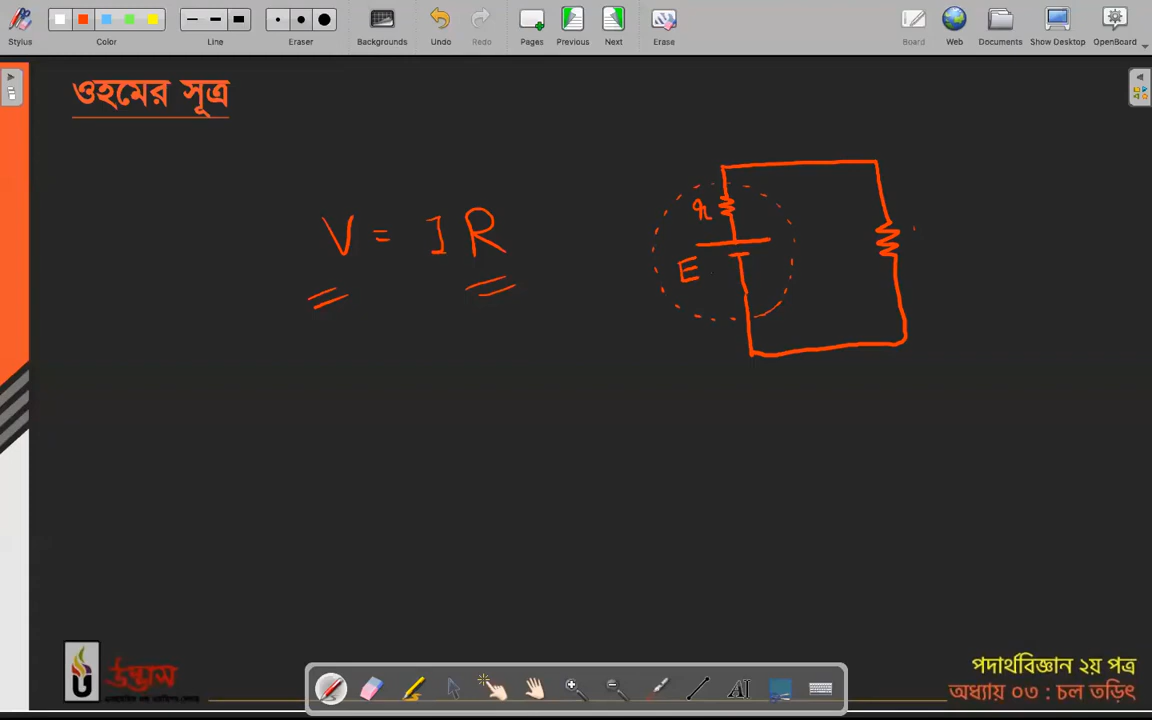 Stylus
Color
Line
Eraser
Backgrounds
Undo
Redo
Pages
Previous
Next
Erase
Board
Web
Documents
Show Desktop
OpenBoard
ওহমের সূত্র
V = I R
r
E
উদ্ভাস
পদার্থবিজ্ঞান ২য় পত্র
অধ্যায় ০৩ : চল তড়িৎ